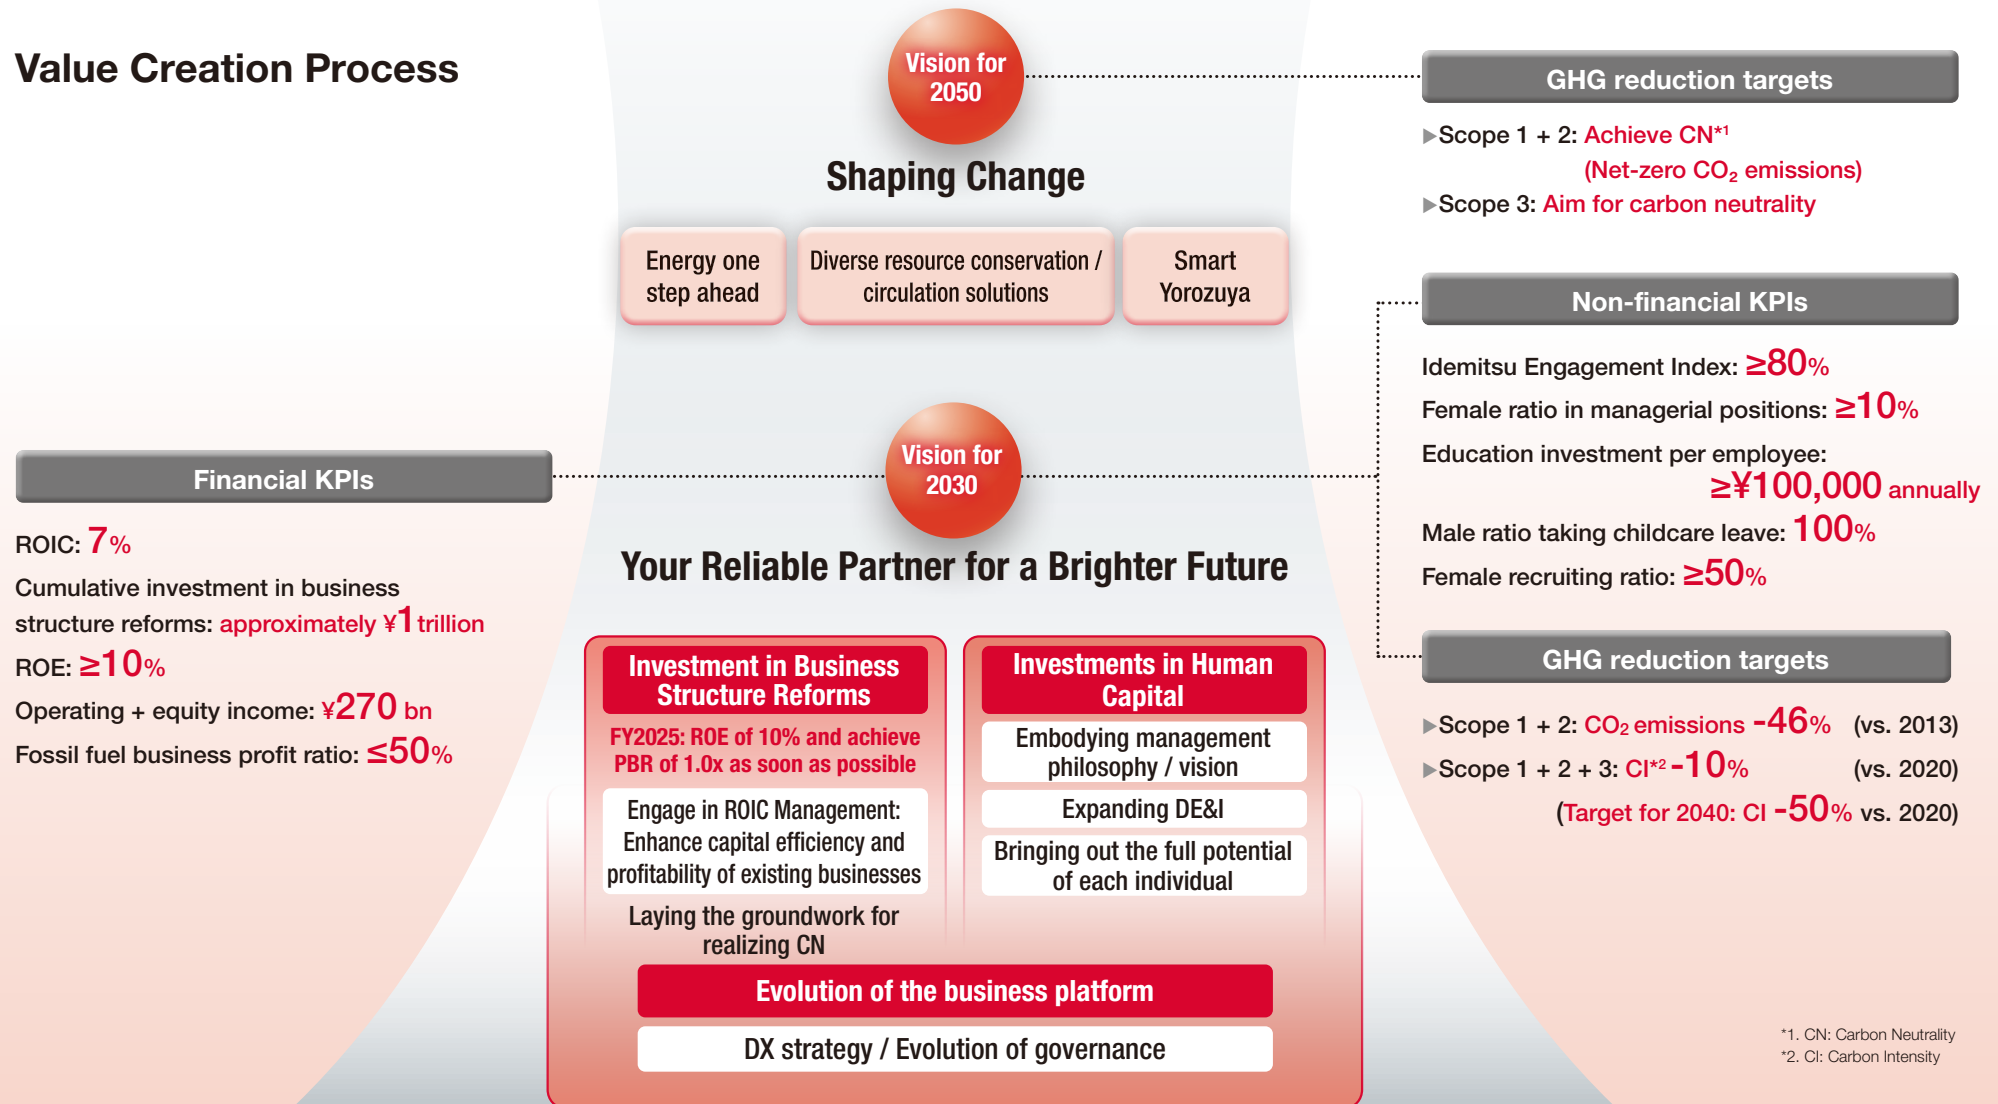 Value Creation Process
Vision for
2050
Shaping Change
Energy one
step ahead
Diverse resource conservation /
circulation solutions
Smart
Yorozuya
GHG reduction targets
▶Scope 1 + 2: Achieve CN*1
(Net-zero CO₂ emissions)
▶Scope 3: Aim for carbon neutrality
Non-financial KPIs
Idemitsu Engagement Index: ≥80%
Female ratio in managerial positions: ≥10%
Education investment per employee:
≥¥100,000 annually
Male ratio taking childcare leave: 100%
Female recruiting ratio: ≥50%
Vision for
2030
Your Reliable Partner for a Brighter Future
Financial KPIs
ROIC: 7%
Cumulative investment in business
structure reforms: approximately ¥1 trillion
ROE: ≥10%
Operating + equity income: ¥270 bn
Fossil fuel business profit ratio: ≤50%
Investment in Business
Structure Reforms
FY2025: ROE of 10% and achieve
PBR of 1.0x as soon as possible
Engage in ROIC Management:
Enhance capital efficiency and
profitability of existing businesses
Laying the groundwork for
realizing CN
Investments in Human
Capital
Embodying management
philosophy / vision
Expanding DE&I
Bringing out the full potential
of each individual
Evolution of the business platform
DX strategy / Evolution of governance
GHG reduction targets
▶Scope 1 + 2: CO₂ emissions -46% (vs. 2013)
▶Scope 1 + 2 + 3: CI*2 -10% (vs. 2020)
(Target for 2040: CI -50% vs. 2020)
*1. CN: Carbon Neutrality
*2. CI: Carbon Intensity